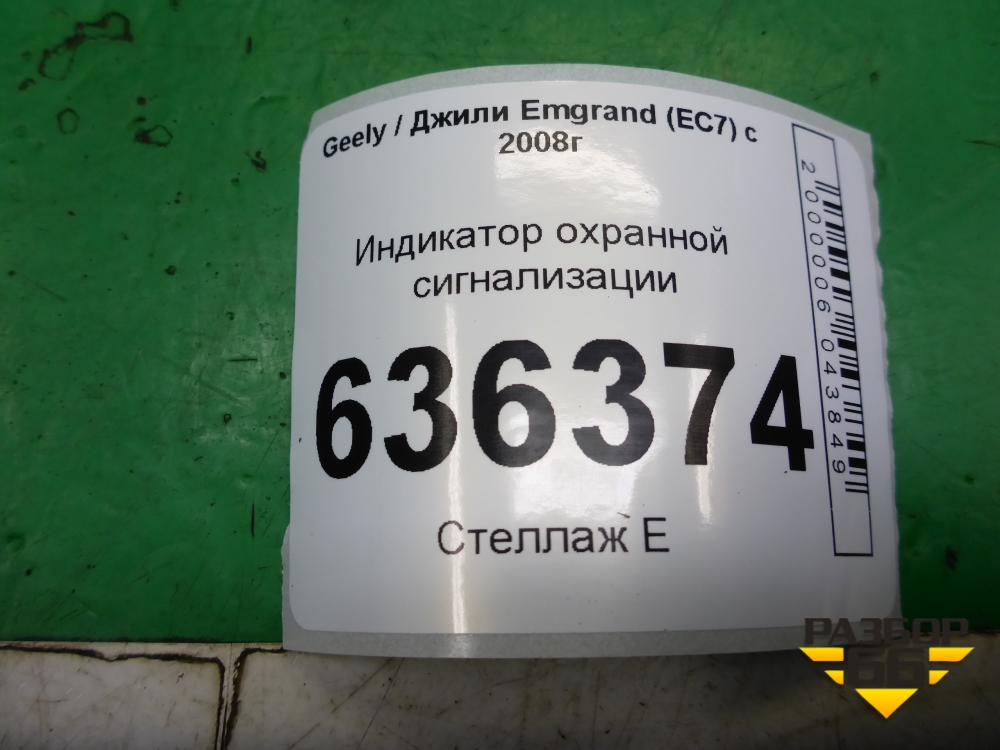 Geely / Джили Emgrand (EC7) с
2008г
Индикатор охранной
сигнализации
636374
Стеллаж Е
2000006043849
РАЗБОР
66